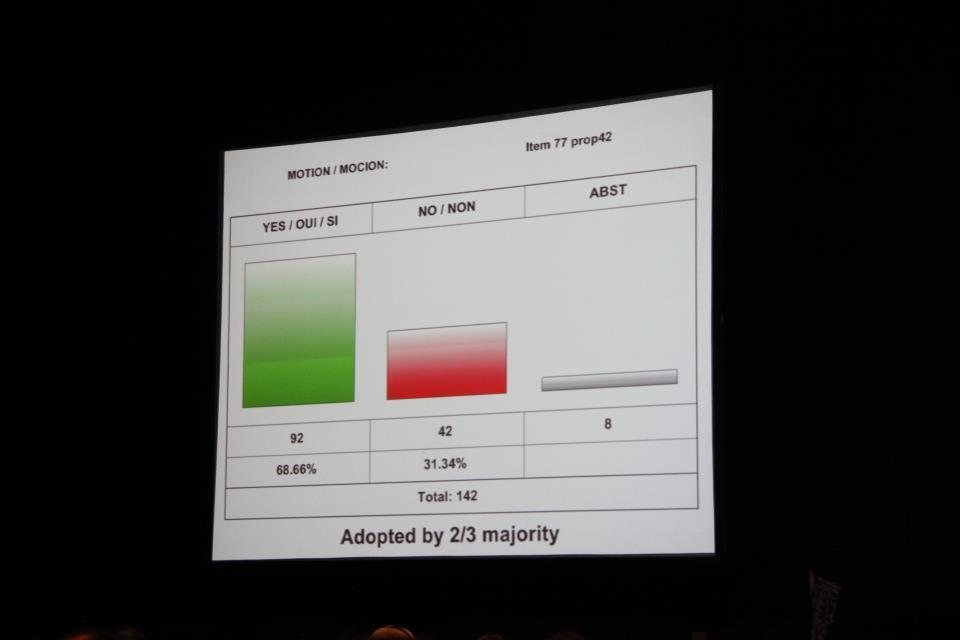 MOTION / MOCION:
Item 77 prop42
YES / OUI / SI
NO / NON
ABST
92
42
8
68.66%
31.34%
Total: 142
Adopted by 2/3 majority